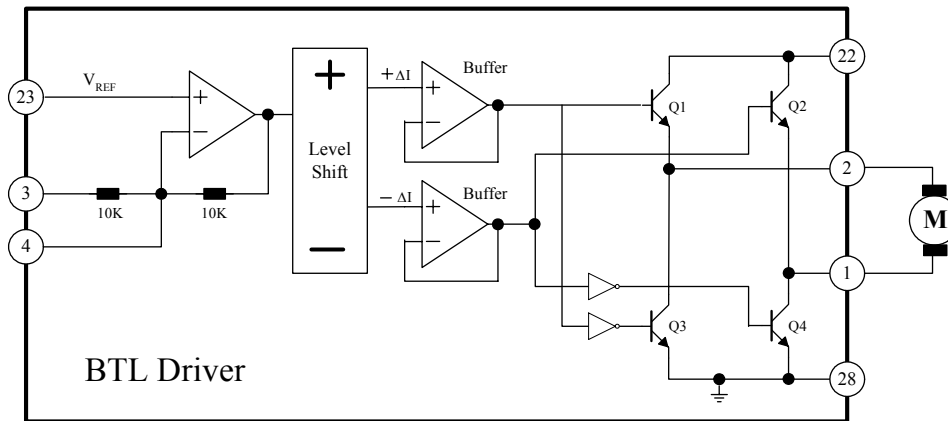 22
Buffer
V_REF
+ΔI
23
+
+
−
Q1
Q2
+
−
Level
Shift
Buffer
2
3
− ΔI
+
−
10K
10K
M
4
−
1
Q3
Q4
BTL Driver
28